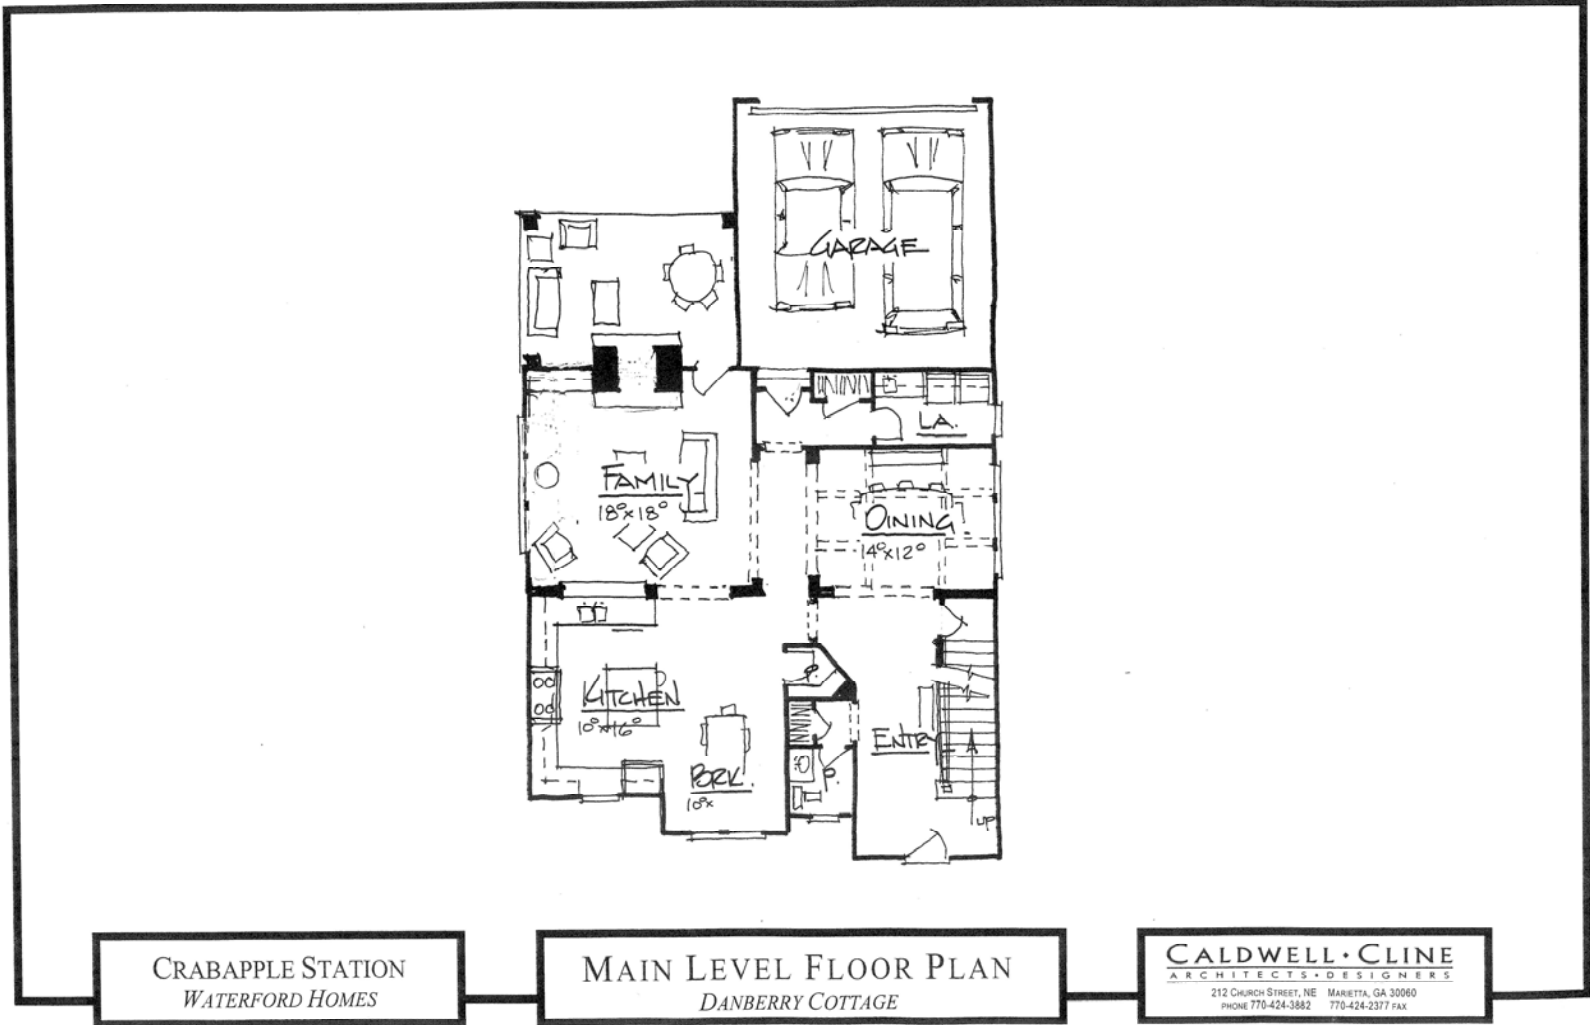 GARAGE
LA.
FAMILY
18⁰x18⁰
DINING
14⁰x12⁰
KITCHEN
10⁰x16⁰
ENTRY
BRK.
10⁰x
P.
UP
CRABAPPLE STATION
WATERFORD HOMES
MAIN LEVEL FLOOR PLAN
DANBERRY COTTAGE
CALDWELL • CLINE
ARCHITECTS • DESIGNERS
212 CHURCH STREET, NE MARIETTA, GA 30060
PHONE 770-424-3882 770-424-2377 FAX